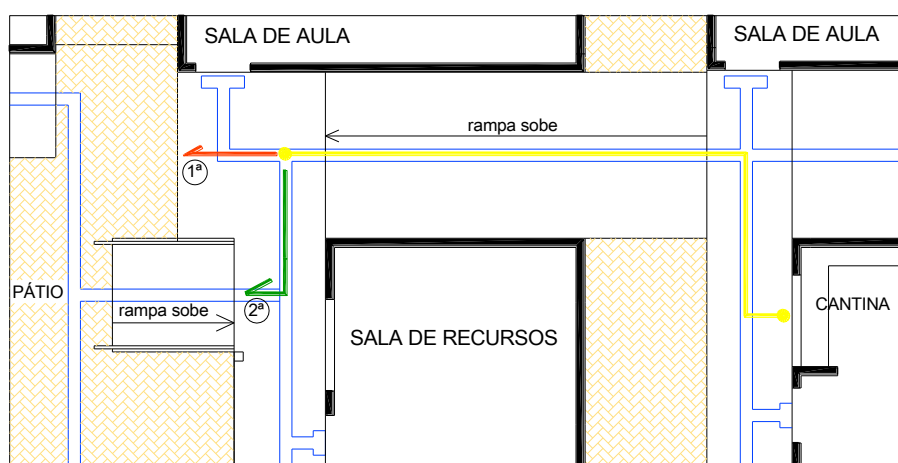 SALA DE AULA
SALA DE AULA
rampa sobe
1ª
PÁTIO
rampa sobe
2ª
CANTINA
SALA DE RECURSOS